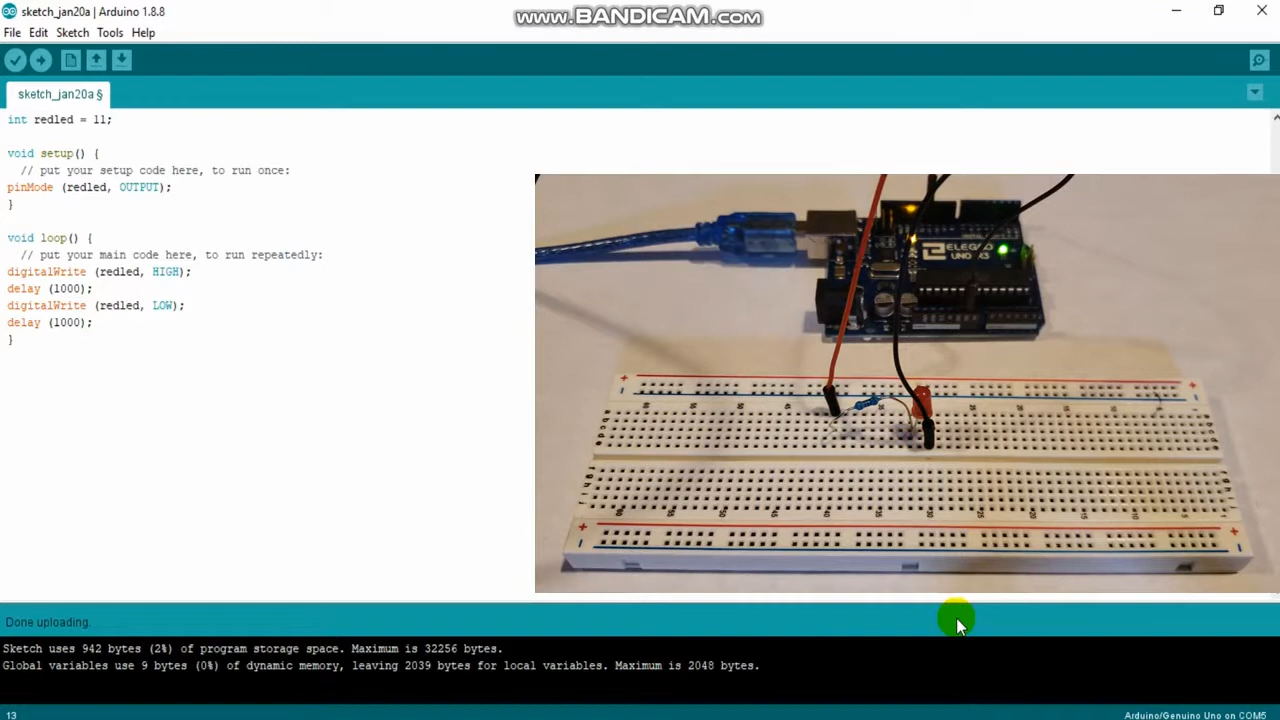 sketch_jan20a | Arduino 1.8.8
www.BANDICAM.com
File Edit Sketch Tools Help
sketch_jan20a §
int redled = 11;
void setup() {
// put your setup code here, to run once:
pinMode (redled, OUTPUT);
}
void loop() {
// put your main code here, to run repeatedly:
digitalWrite (redled, HIGH);
delay (1000);
digitalWrite (redled, LOW);
delay (1000);
}
ELEGOO
UNO R3
Done uploading.
Sketch uses 942 bytes (2%) of program storage space. Maximum is 32256 bytes.
Global variables use 9 bytes (0%) of dynamic memory, leaving 2039 bytes for local variables. Maximum is 2048 bytes.
13
Arduino/Genuino Uno on COM5